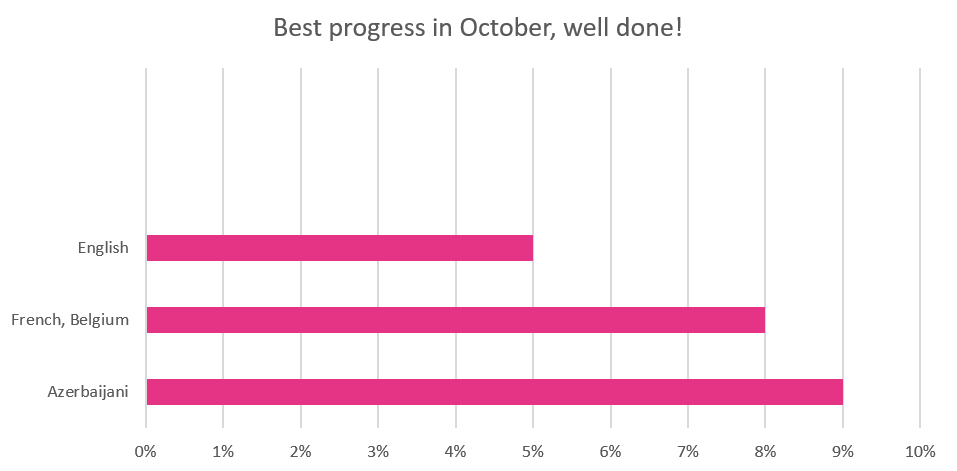 Best progress in October, well done!
English
French, Belgium
Azerbaijani
0% 1% 2% 3% 4% 5% 6% 7% 8% 9% 10%